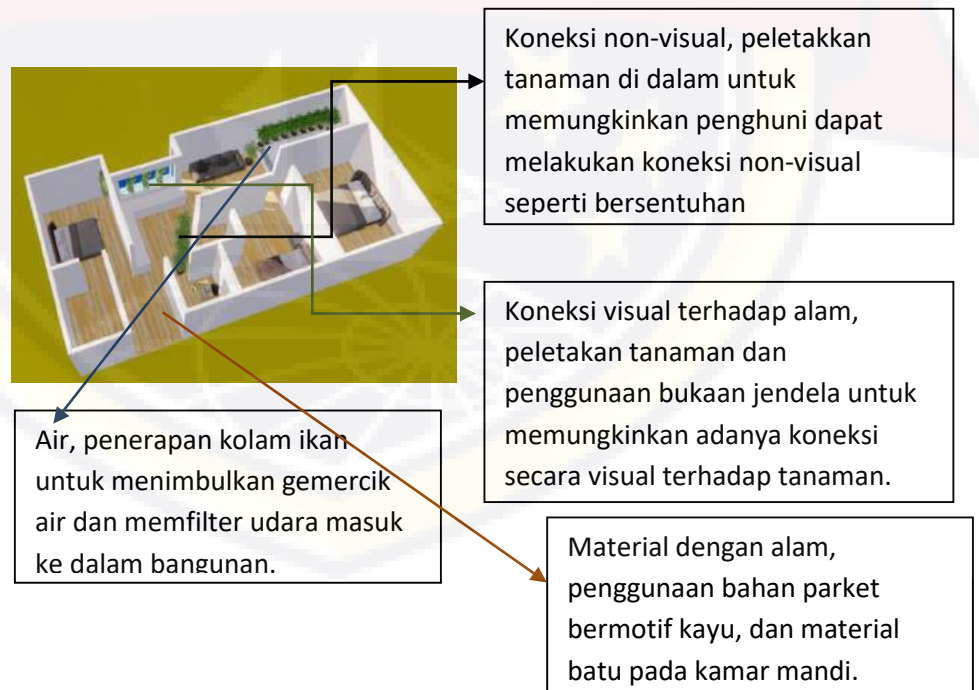 Koneksi non-visual, peletakkan
tanaman di dalam untuk
memungkinkan penghuni dapat
melakukan koneksi non-visual
seperti bersentuhan
Koneksi visual terhadap alam,
peletakan tanaman dan
penggunaan bukaan jendela untuk
memungkinkan adanya koneksi
secara visual terhadap tanaman.
Air, penerapan kolam ikan
untuk menimbulkan gemercik
air dan memfilter udara masuk
ke dalam bangunan.
Material dengan alam,
penggunaan bahan parket
bermotif kayu, dan material
batu pada kamar mandi.